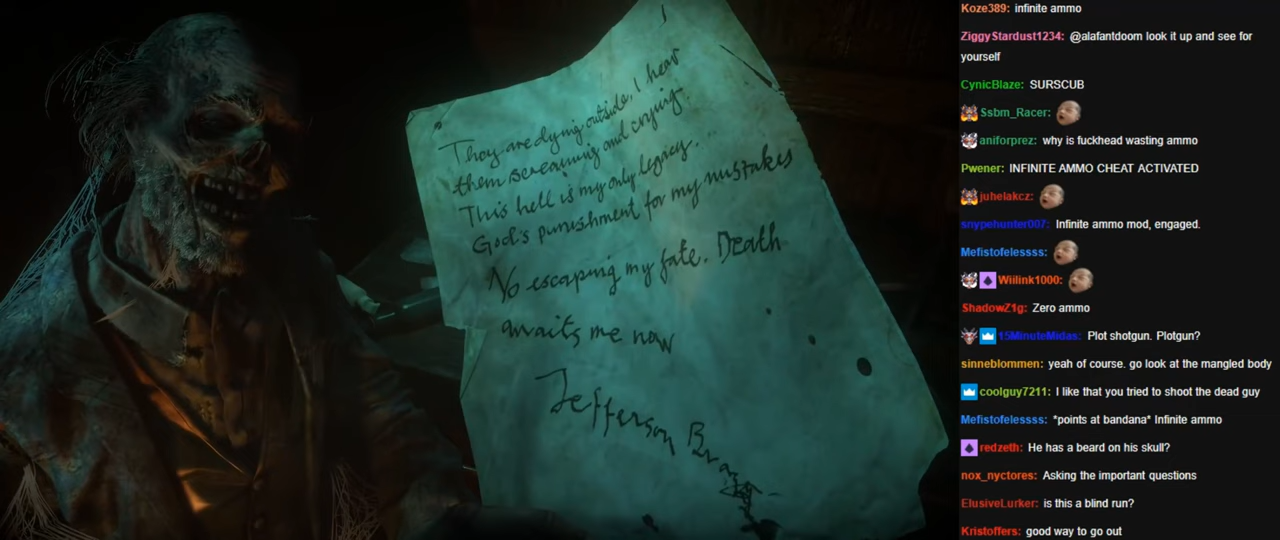 They are dying outside, I hear
them screaming and crying.
This hell is my only legacy.
God's punishment for my mistakes
No escaping my fate. Death
awaits me now
Jefferson
Koze389: infinite ammo
ZiggyStardust1234: @alafantdoom look it up and see for
yourself
CynicBlaze: SURSCUB
Ssbm_Racer:
aniforprez: why is fuckhead wasting ammo
Pwener: INFINITE AMMO CHEAT ACTIVATED
juhelakcz:
snypehunter007: Infinite ammo mod, engaged.
Mefistofelessss:
Wiilink1000:
ShadowZ1g: Zero ammo
15MinuteMidas: Plot shotgun. Plotgun?
sinneblommen: yeah of course. go look at the mangled body
coolguy7211: I like that you tried to shoot the dead guy
Mefistofelessss: *points at bandana* Infinite ammo
redzeth: He has a beard on his skull?
nox_nyctores: Asking the important questions
ElusiveLurker: is this a blind run?
Kristoffers: good way to go out